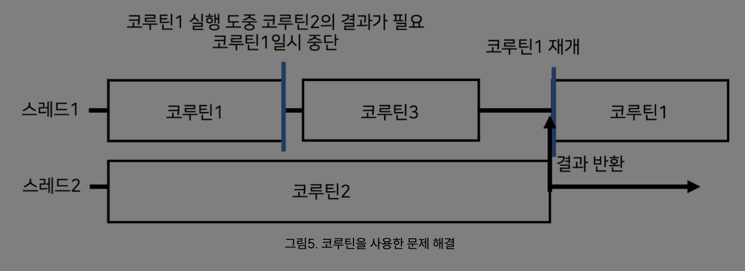 코루틴1 실행 도중 코루틴2의 결과가 필요
코루틴1일시 중단
코루틴1 재개
스레드1
코루틴1
코루틴3
코루틴1
결과 반환
스레드2
코루틴2
그림5. 코루틴을 사용한 문제 해결